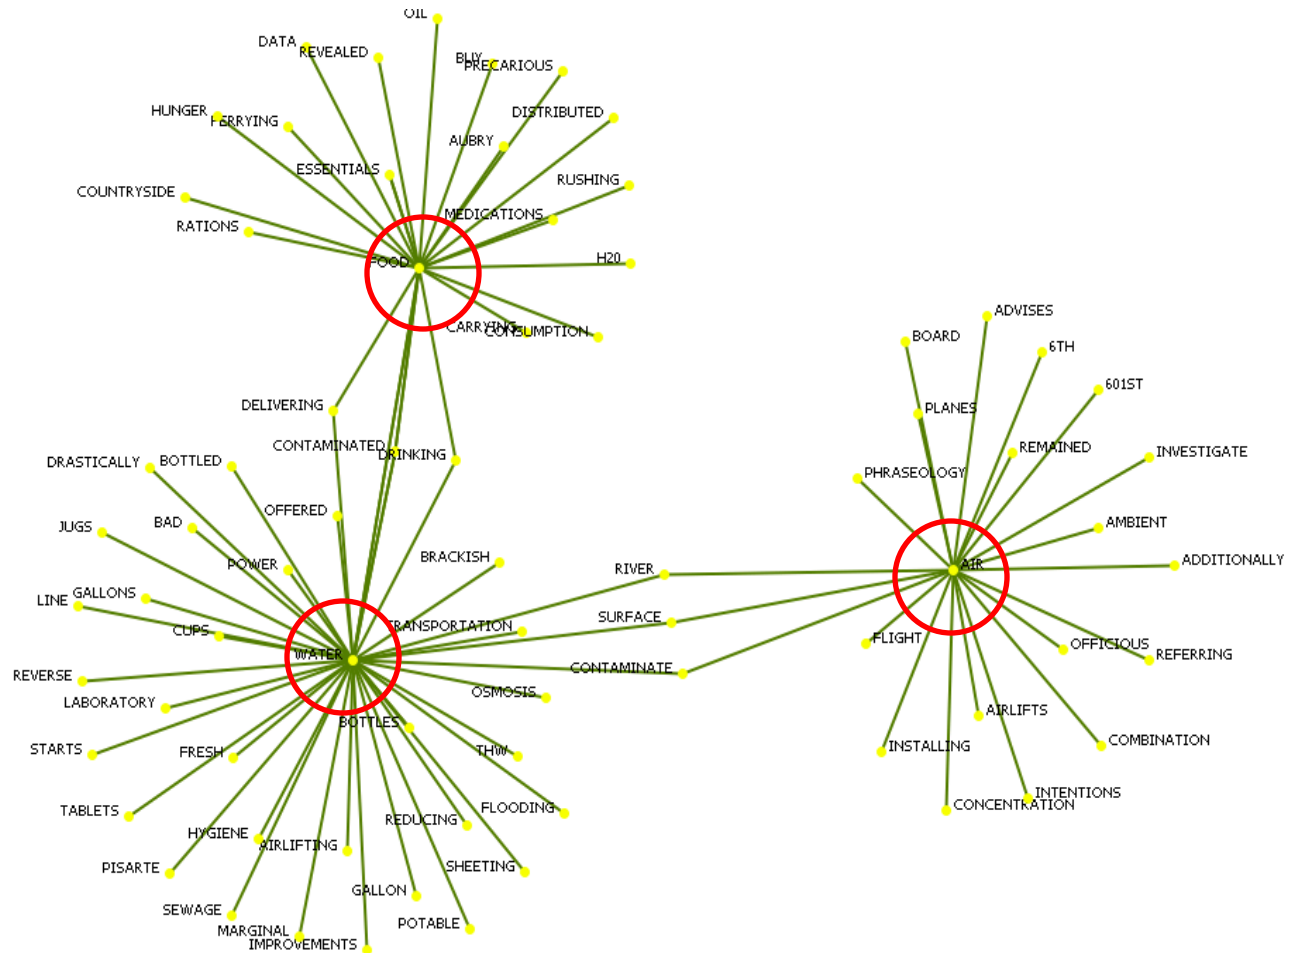 OIL
DATA
REVEALED
BUY
PRECARIOUS
HUNGER
FERRYING
DISTRIBUTED
AUBRY
ESSENTIALS
RUSHING
COUNTRYSIDE
MEDICATIONS
RATIONS
FOOD
H20
CARRYING
CONSUMPTION
ADVISES
BOARD
6TH
601ST
DELIVERING
PLANES
CONTAMINATED
DRINKING
REMAINED
INVESTIGATE
DRASTICALLY
BOTTLED
PHRASEOLOGY
OFFERED
JUGS
BAD
AMBIENT
BRACKISH
POWER
RIVER
AIR
ADDITIONALLY
LINE
GALLONS
SURFACE
CUPS
TRANSPORTATION
FLIGHT
OFFICIOUS
REFERRING
WATER
CONTAMINATE
REVERSE
OSMOSIS
LABORATORY
BOTTLES
AIRLIFTS
STARTS
FRESH
THW
INSTALLING
COMBINATION
TABLETS
FLOODING
INTENTIONS
CONCENTRATION
REDUCING
HYGIENE
AIRLIFTING
PISARTE
SHEETING
GALLON
SEWAGE
POTABLE
MARGINAL
IMPROVEMENTS